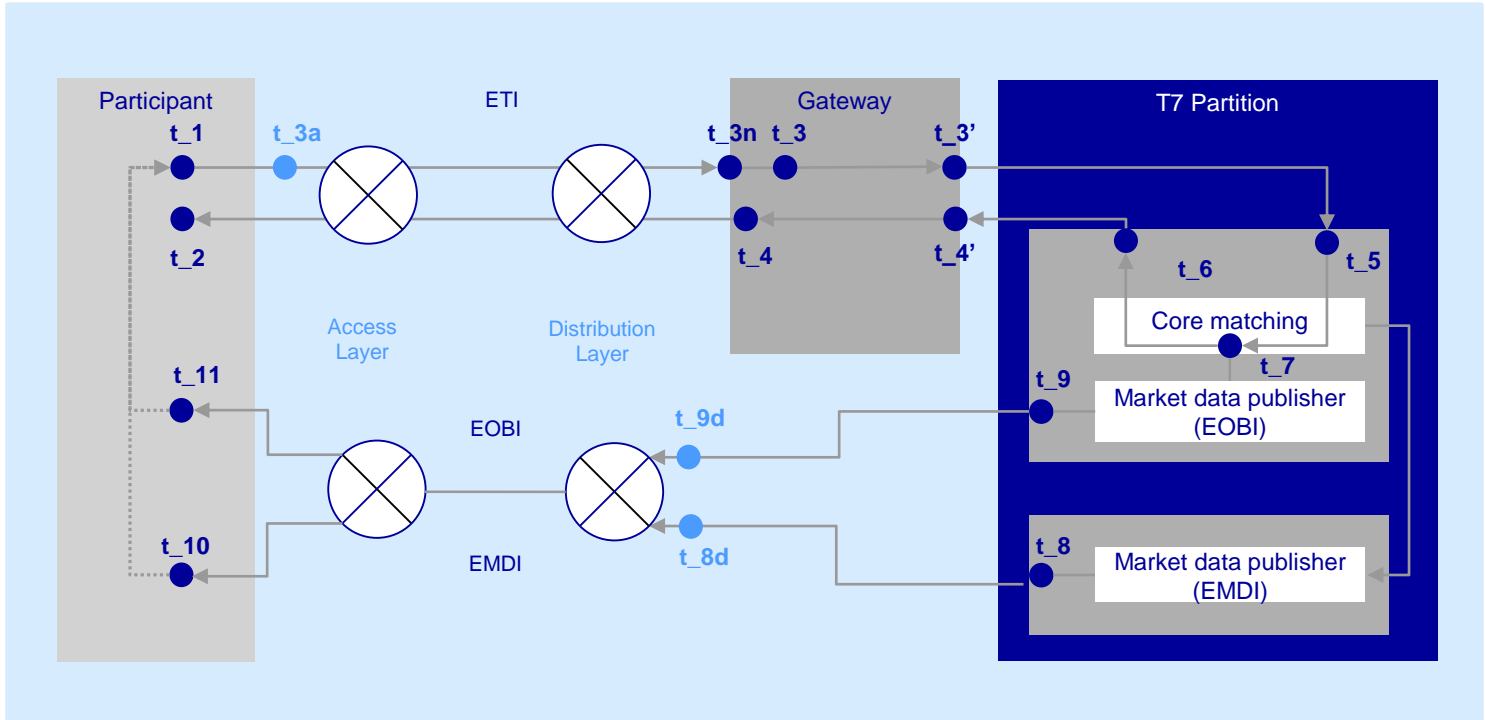 Participant
ETI
Gateway
T7 Partition
t_1
t_3a
t_3n
t_3
t_3’
t_2
t_4
t_4’
t_6
t_5
Access
Layer
Distribution
Layer
Core matching
t_7
t_11
t_9
EOBI
t_9d
Market data publisher
(EOBI)
t_10
EMDI
t_8d
t_8
Market data publisher
(EMDI)